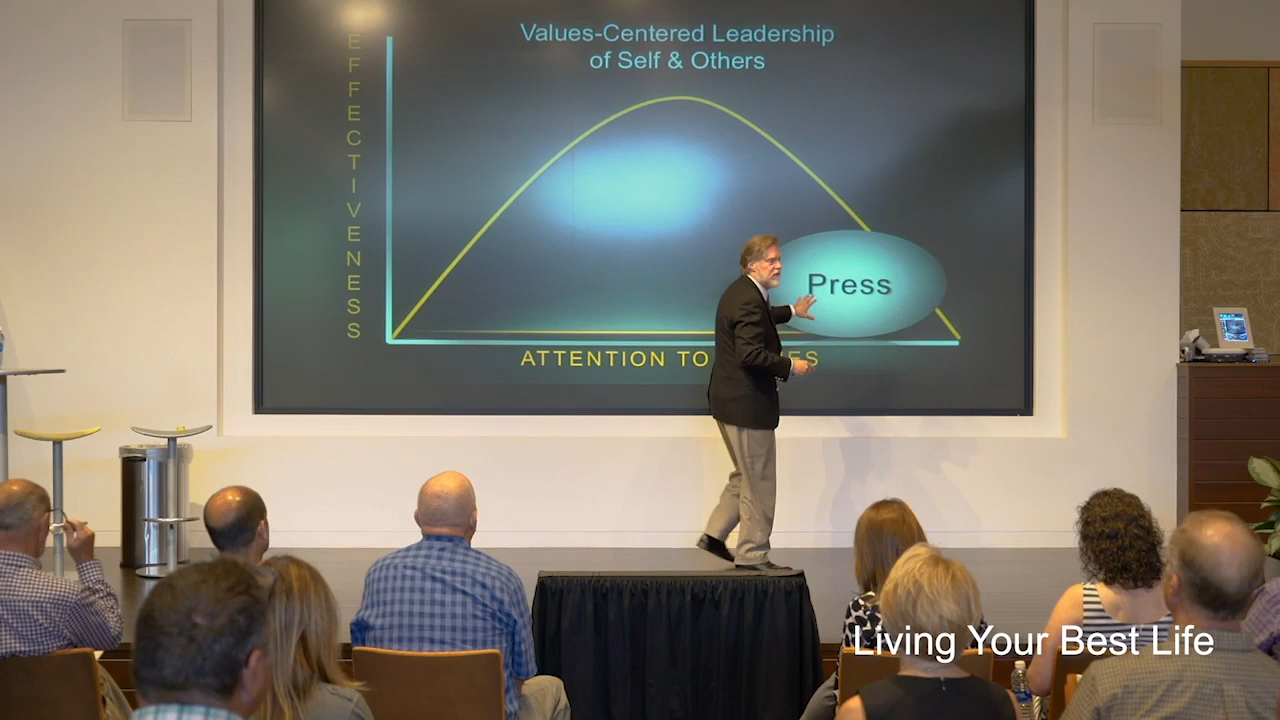 Values-Centered Leadership
of Self & Others
EFFECTIVENESS
Press
ATTENTION TO
Living Your Best Life